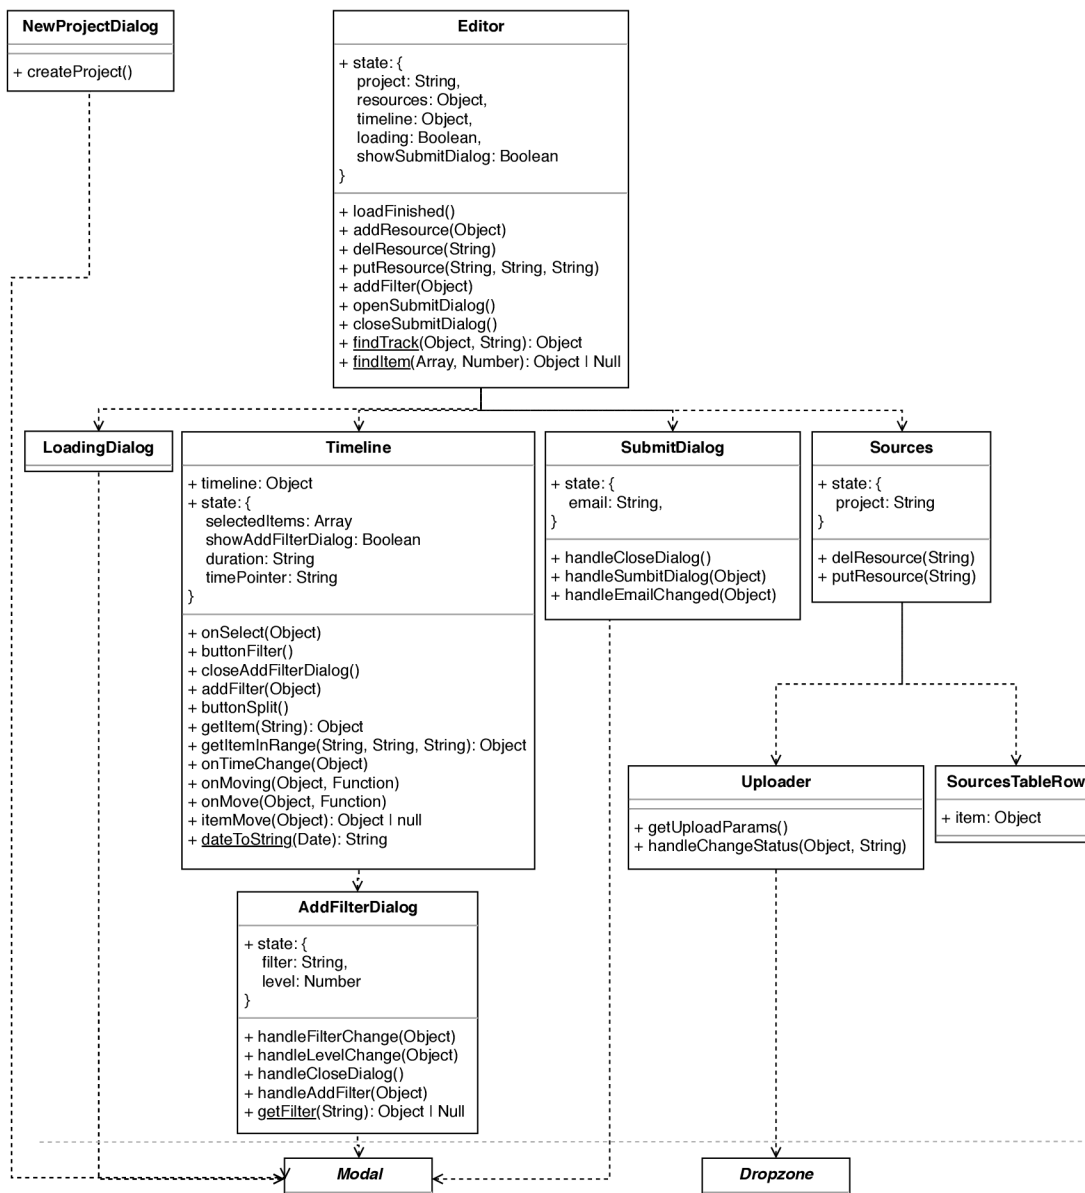 NewProjectDialog
+ createProject()
Editor
+ state: {
project: String,
resources: Object,
timeline: Object,
loading: Boolean,
showSubmitDialog: Boolean
}
+ loadFinished()
+ addResource(Object)
+ delResource(String)
+ putResource(String, String, String)
+ addFilter(Object)
+ openSubmitDialog()
+ closeSubmitDialog()
+ findTrack(Object, String): Object
+ findItem(Array, Number): Object | Null
LoadingDialog
Timeline
+ timeline: Object
+ state: {
selectedItems: Array
showAddFilterDialog: Boolean
duration: String
timePointer: String
}
+ onSelect(Object)
+ buttonFilter()
+ closeAddFilterDialog()
+ addFilter(Object)
+ buttonSplit()
+ getItem(String): Object
+ getItemInRange(String, String, String): Object
+ onTimeChange(Object)
+ onMoving(Object, Function)
+ onMove(Object, Function)
+ itemMove(Object): Object | null
+ dateToString(Date): String
SubmitDialog
+ state: {
email: String,
}
+ handleCloseDialog()
+ handleSumbitDialog(Object)
+ handleEmailChanged(Object)
Sources
+ state: {
project: String
}
+ delResource(String)
+ putResource(String)
Uploader
+ getUploadParams()
+ handleChangeStatus(Object, String)
SourcesTableRow
+ item: Object
AddFilterDialog
+ state: {
filter: String,
level: Number
}
+ handleFilterChange(Object)
+ handleLevelChange(Object)
+ handleCloseDialog()
+ handleAddFilter(Object)
+ getFilter(String): Object | Null
Modal
Dropzone